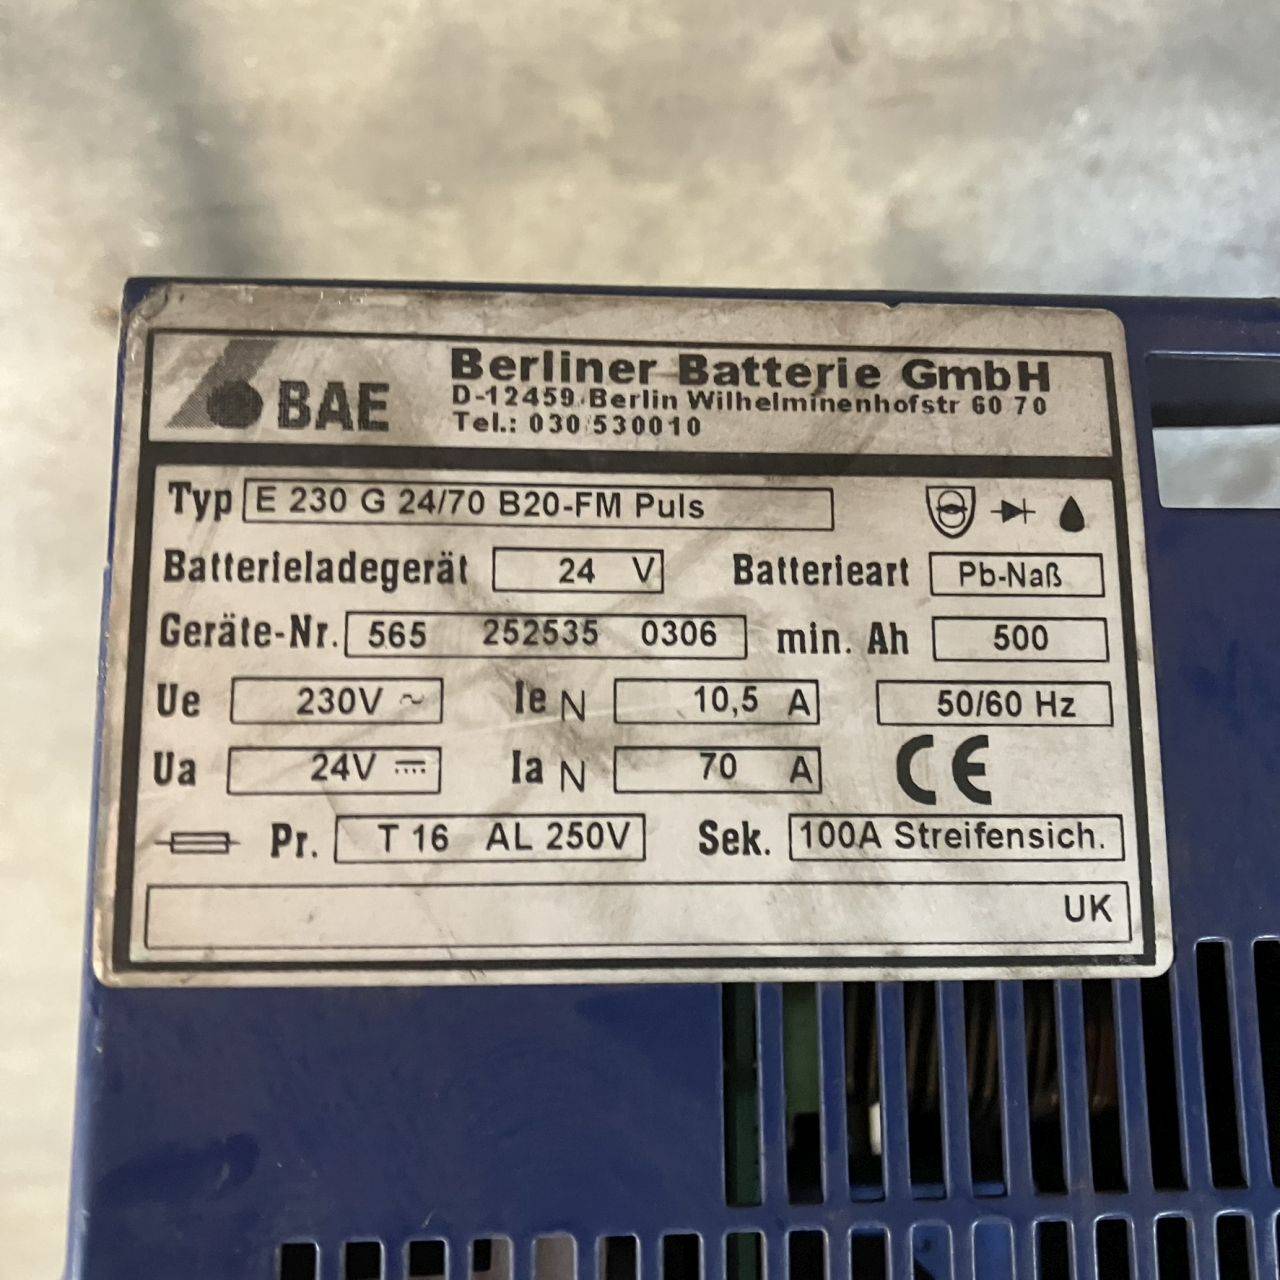 BAE
Berliner Batterie GmbH
D-12459 Berlin Wilhelminenhofstr 60 70
Tel.: 030/530010
Typ E 230 G 24/70 B20-FM Puls
Batterieladegerät 24 V Batterieart Pb-Naß
Geräte-Nr. 565 252535 0306 min. Ah 500
Ue 230V ~ Ie N 10,5 A 50/60 Hz
Ua 24V ⎓ Ia N 70 A CE
Pr. T 16 AL 250V Sek. 100A Streifensich.
UK